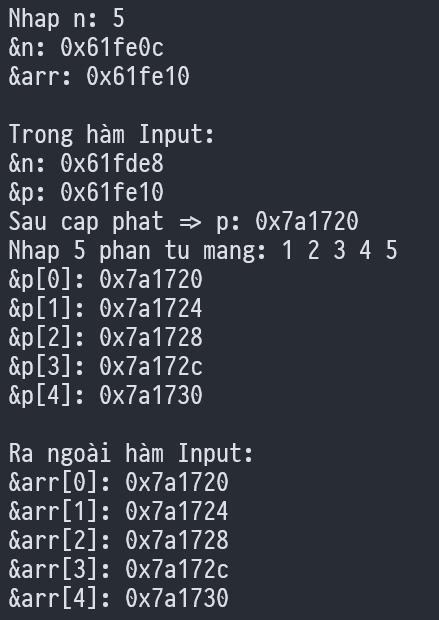 Nhap n: 5
&n: 0x61fe0c
&arr: 0x61fe10
Trong hàm Input:
&n: 0x61fde8
&p: 0x61fe10
Sau cap phat => p: 0x7a1720
Nhap 5 phan tu mang: 1 2 3 4 5
&p[0]: 0x7a1720
&p[1]: 0x7a1724
&p[2]: 0x7a1728
&p[3]: 0x7a172c
&p[4]: 0x7a1730
Ra ngoài hàm Input:
&arr[0]: 0x7a1720
&arr[1]: 0x7a1724
&arr[2]: 0x7a1728
&arr[3]: 0x7a172c
&arr[4]: 0x7a1730